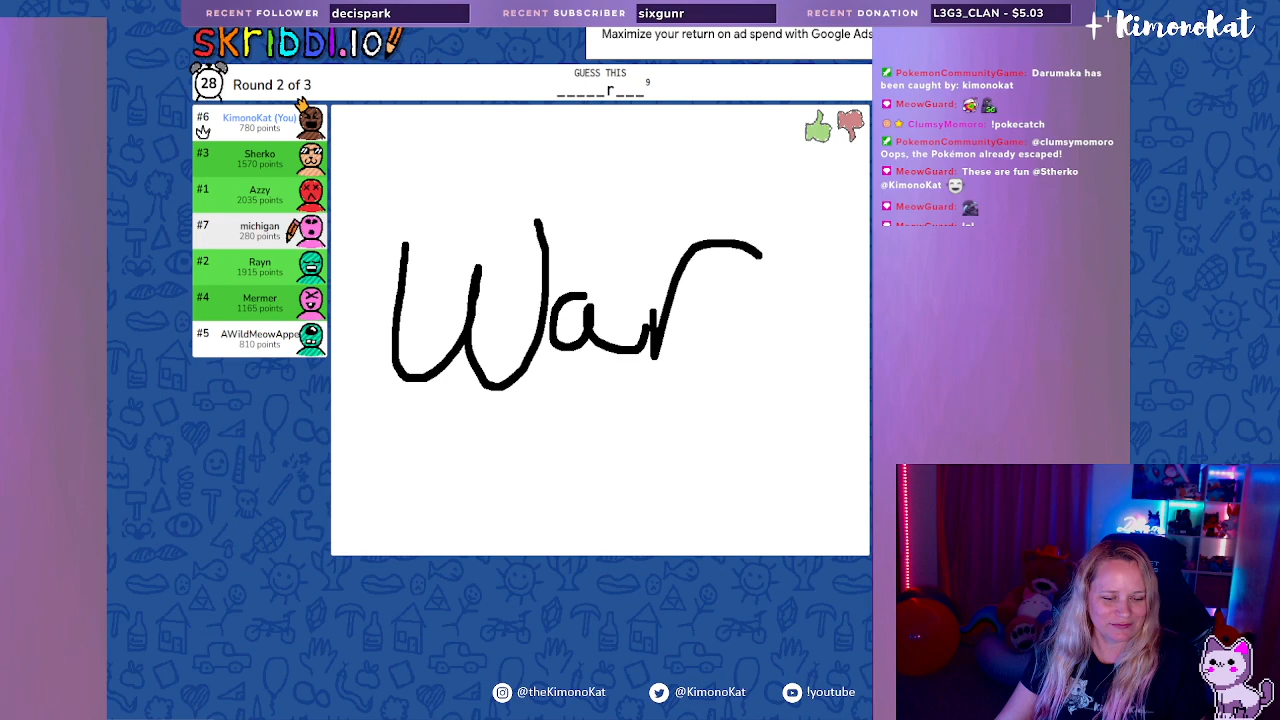 RECENT FOLLOWER decispark RECENT SUBSCRIBER sixgunr RECENT DONATION L3G3_CLAN - $5.03
KimonoKat
skribbl.io
Maximize your return on ad spend with Google Ads
28
Round 2 of 3
GUESS THIS
_____r___ 9
#6 KimonoKat (You)
780 points
#3 Sherko
1570 points
#1 Azzy
2035 points
#7 michigan
280 points
#2 Rayn
1915 points
#4 Mermer
1165 points
#5 AWildMeowAppe
810 points
War
PokemonCommunityGame: Darumaka has
been caught by: kimonokat
MeowGuard:
ClumsyMomoro: !pokecatch
PokemonCommunityGame: @clumsymomoro
Oops, the Pokémon already escaped!
MeowGuard: These are fun @Stherko
@KimonoKat
MeowGuard:
MeowGuard: lol
@theKimonoKat
@KimonoKat
!youtube